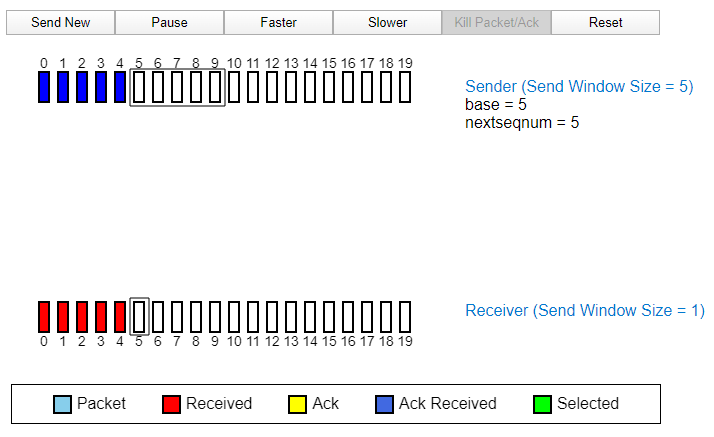 Send New Pause Faster Slower Kill Packet/Ack Reset
0 1 2 3 4 5 6 7 8 9 10 11 12 13 14 15 16 17 18 19
Sender (Send Window Size = 5)
base = 5
nextseqnum = 5
Receiver (Send Window Size = 1)
0 1 2 3 4 5 6 7 8 9 10 11 12 13 14 15 16 17 18 19
Packet Received Ack Ack Received Selected